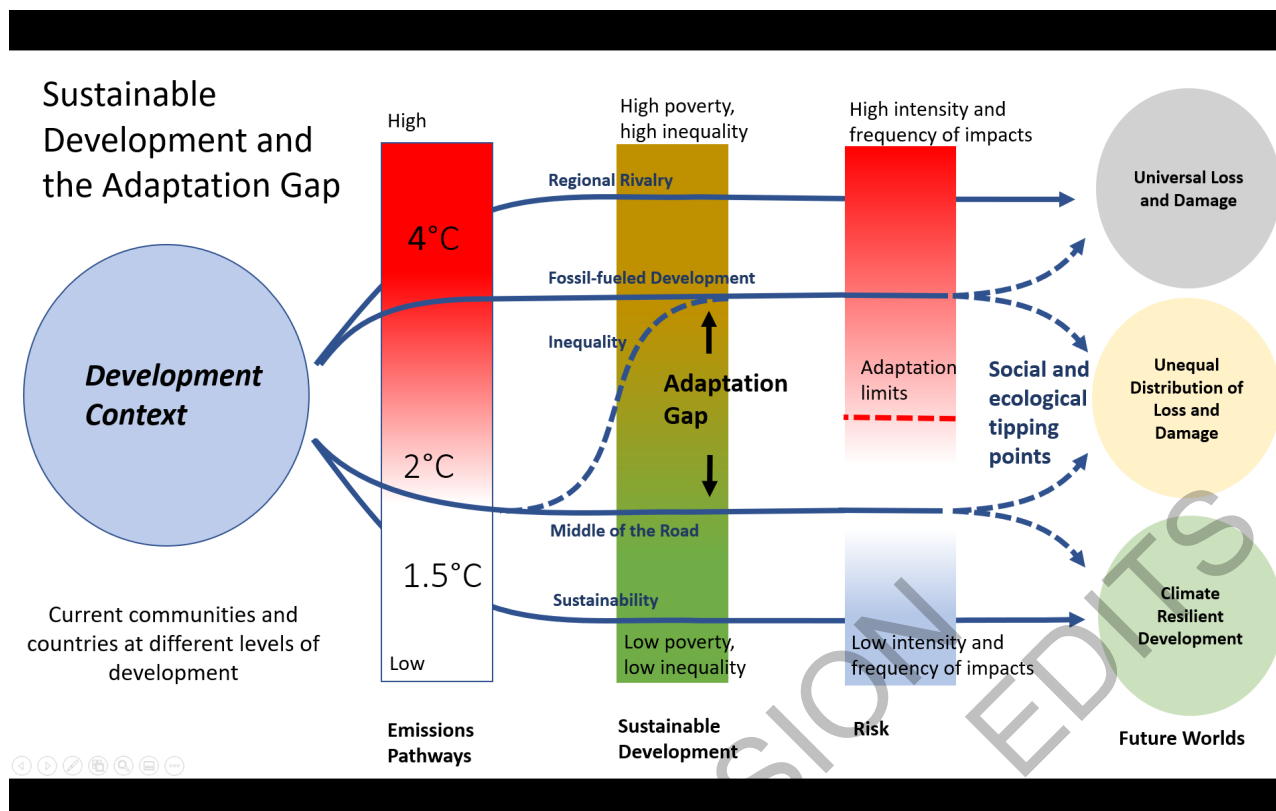 Sustainable
Development and
the Adaptation Gap
Development
Context
Current communities and
countries at different levels of
development
High
4°C
2°C
1.5°C
Low
Emissions
Pathways
High poverty,
high inequality
Regional Rivalry
Fossil-fueled Development
Inequality
Adaptation
Gap
Middle of the Road
Sustainability
Low poverty,
low inequality
Sustainable
Development
High intensity and
frequency of impacts
Adaptation
limits
Low intensity and
frequency of impacts
Risk
Social and
ecological
tipping
points
Universal Loss
and Damage
Unequal
Distribution of
Loss and
Damage
Climate
Resilient
Development
Future Worlds
SION
EDITS